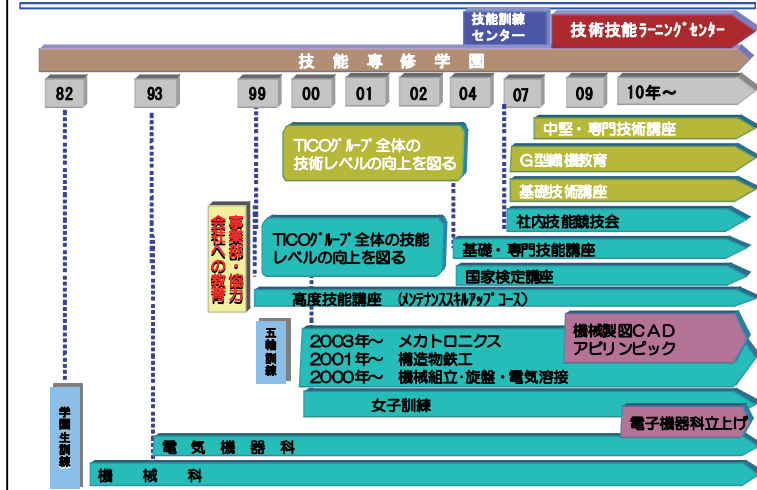 技能訓練
センター
技術技能ラーニングセンター
技能専修学園
82
93
99
00
01
02
04
07
09
10年～
中堅・専門技術講座
TICOグループ全体の
技術レベルの向上を図る
G型織機教育
基礎技術講座
社内技能競技会
事業部・協力
会社への教育
TICOグループ全体の技能
レベルの向上を図る
基礎・専門技能講座
国家検定講座
高度技能講座 (メンテナンススキルアップコース)
五輪訓練
2003年～ メカトロニクス
2001年～ 構造物鉄工
2000年～ 機械組立・旋盤・電気溶接
機械製図CAD
アビリンピック
女子訓練
電子機器科立上げ
学園生訓練
電気機器科
機械科